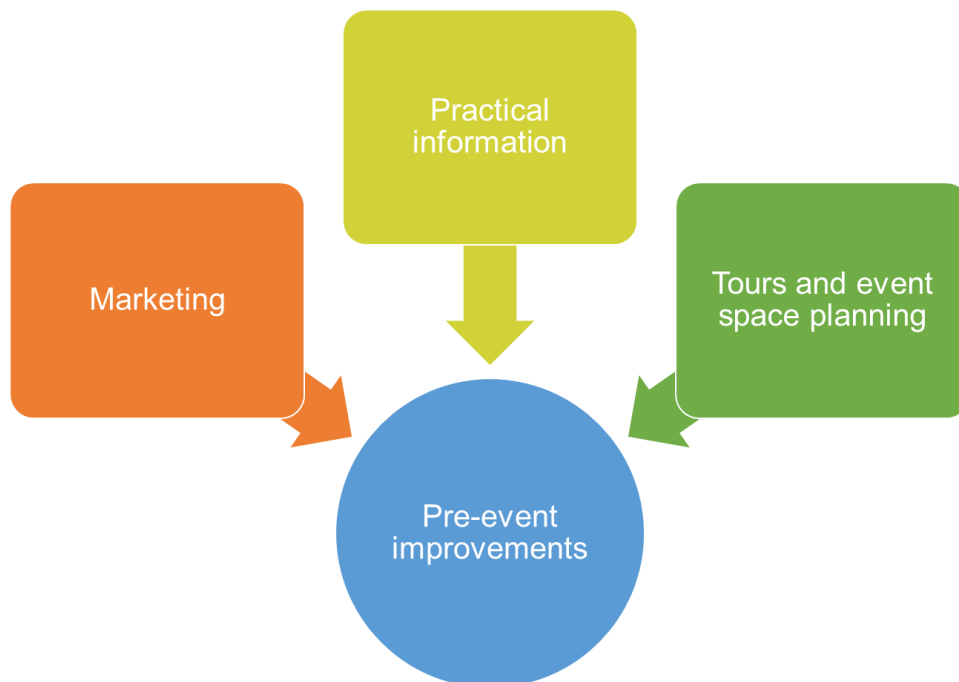 Practical
information
Marketing
Tours and event
space planning
Pre-event
improvements